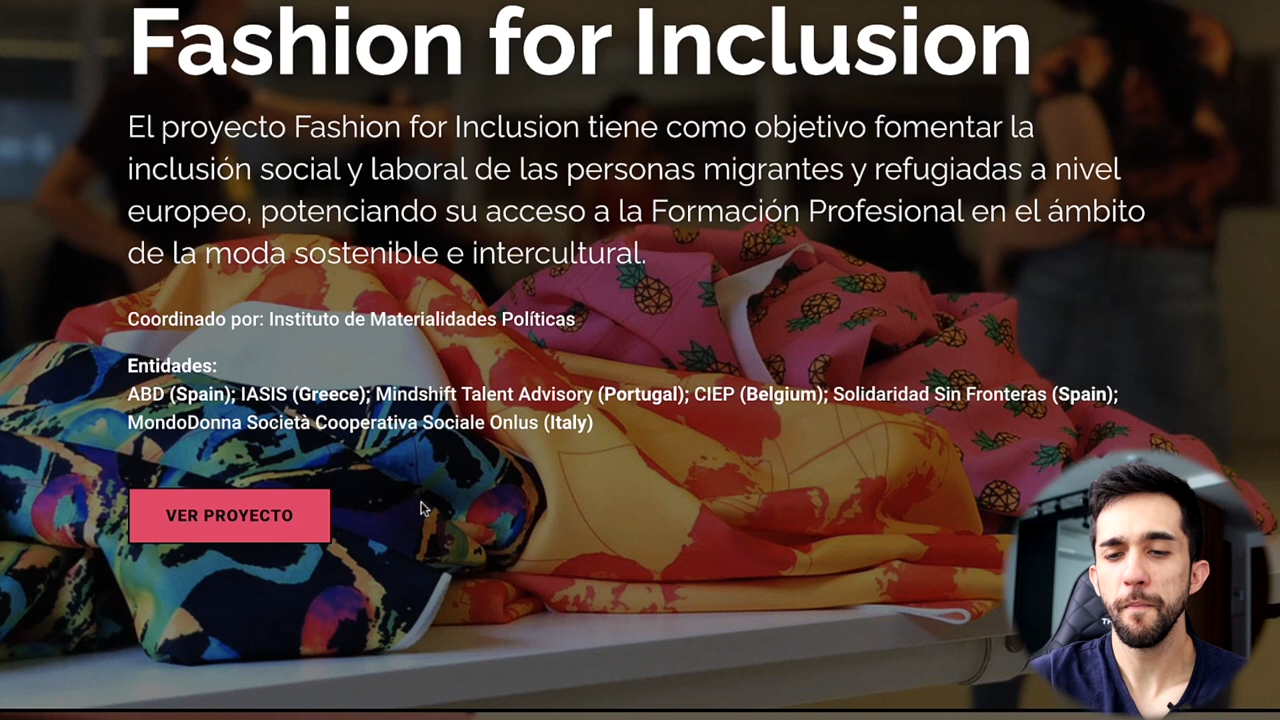 Fashion for Inclusion
El proyecto Fashion for Inclusion tiene como objetivo fomentar la
inclusión social y laboral de las personas migrantes y refugiadas a nivel
europeo, potenciando su acceso a la Formación Profesional en el ámbito
de la moda sostenible e intercultural.
Coordinado por: Instituto de Materialidades Políticas
Entidades:
ABD (Spain); IASIS (Greece); Mindshift Talent Advisory (Portugal); CIEP (Belgium); Solidaridad Sin Fronteras (Spain);
MondoDonna Società Cooperativa Sociale Onlus (Italy)
VER PROYECTO